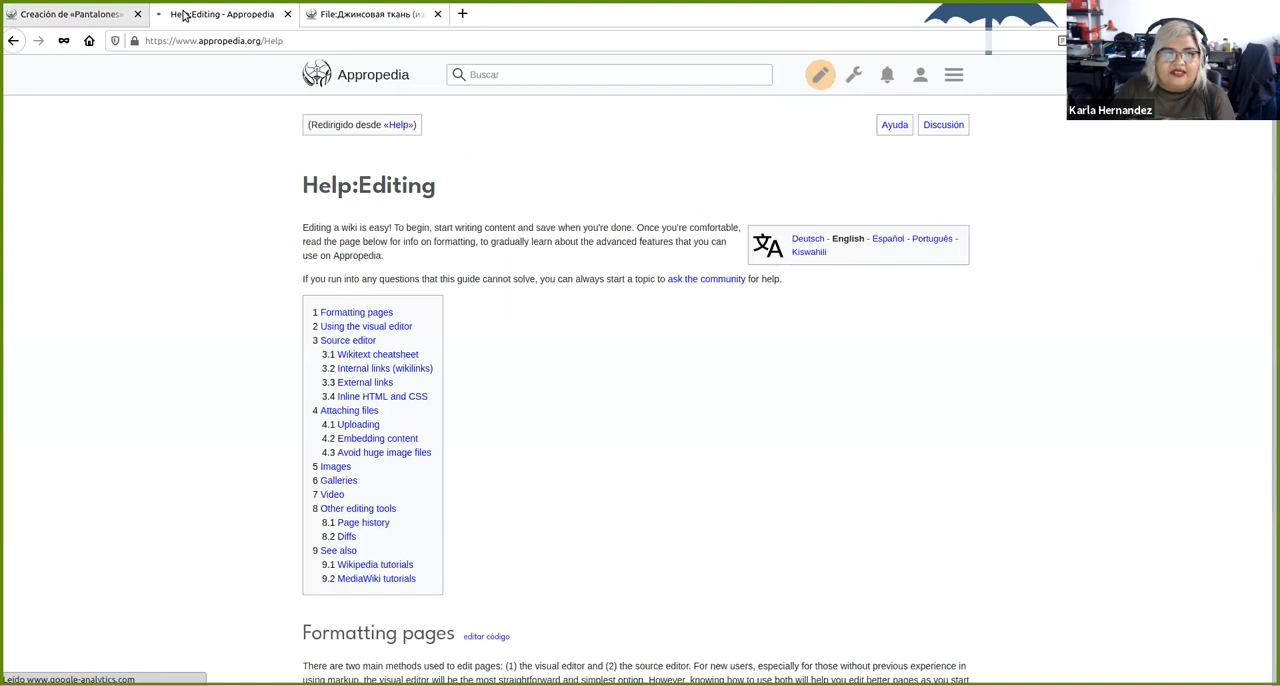 Creación de «Pantalones»
Help:Editing - Appropedia
File:Джинсовая ткань (из
https://www.appropedia.org/Help
Appropedia
Buscar
Karla Hernandez
(Redirigido desde «Help»)
Ayuda
Discusión
Help:Editing
Editing a wiki is easy! To begin, start writing content and save when you're done. Once you're comfortable,
read the page below for info on formatting, to gradually learn about the advanced features that you can
use on Appropedia.
Deutsch - English - Español - Português -
Kiswahili
If you run into any questions that this guide cannot solve, you can always start a topic to ask the community for help.
1 Formatting pages
2 Using the visual editor
3 Source editor
3.1 Wikitext cheatsheet
3.2 Internal links (wikilinks)
3.3 External links
3.4 Inline HTML and CSS
4 Attaching files
4.1 Uploading
4.2 Embedding content
4.3 Avoid huge image files
5 Images
6 Galleries
7 Video
8 Other editing tools
8.1 Page history
8.2 Diffs
9 See also
9.1 Wikipedia tutorials
9.2 MediaWiki tutorials
Formatting pages editar código
There are two main methods used to edit pages: (1) the visual editor and (2) the source editor. For new users, especially for those without previous experience in
using markup, the visual editor will be the most straightforward and simplest option. However, knowing how to use both will help you edit better pages as you start
Leído www.google-analytics.com